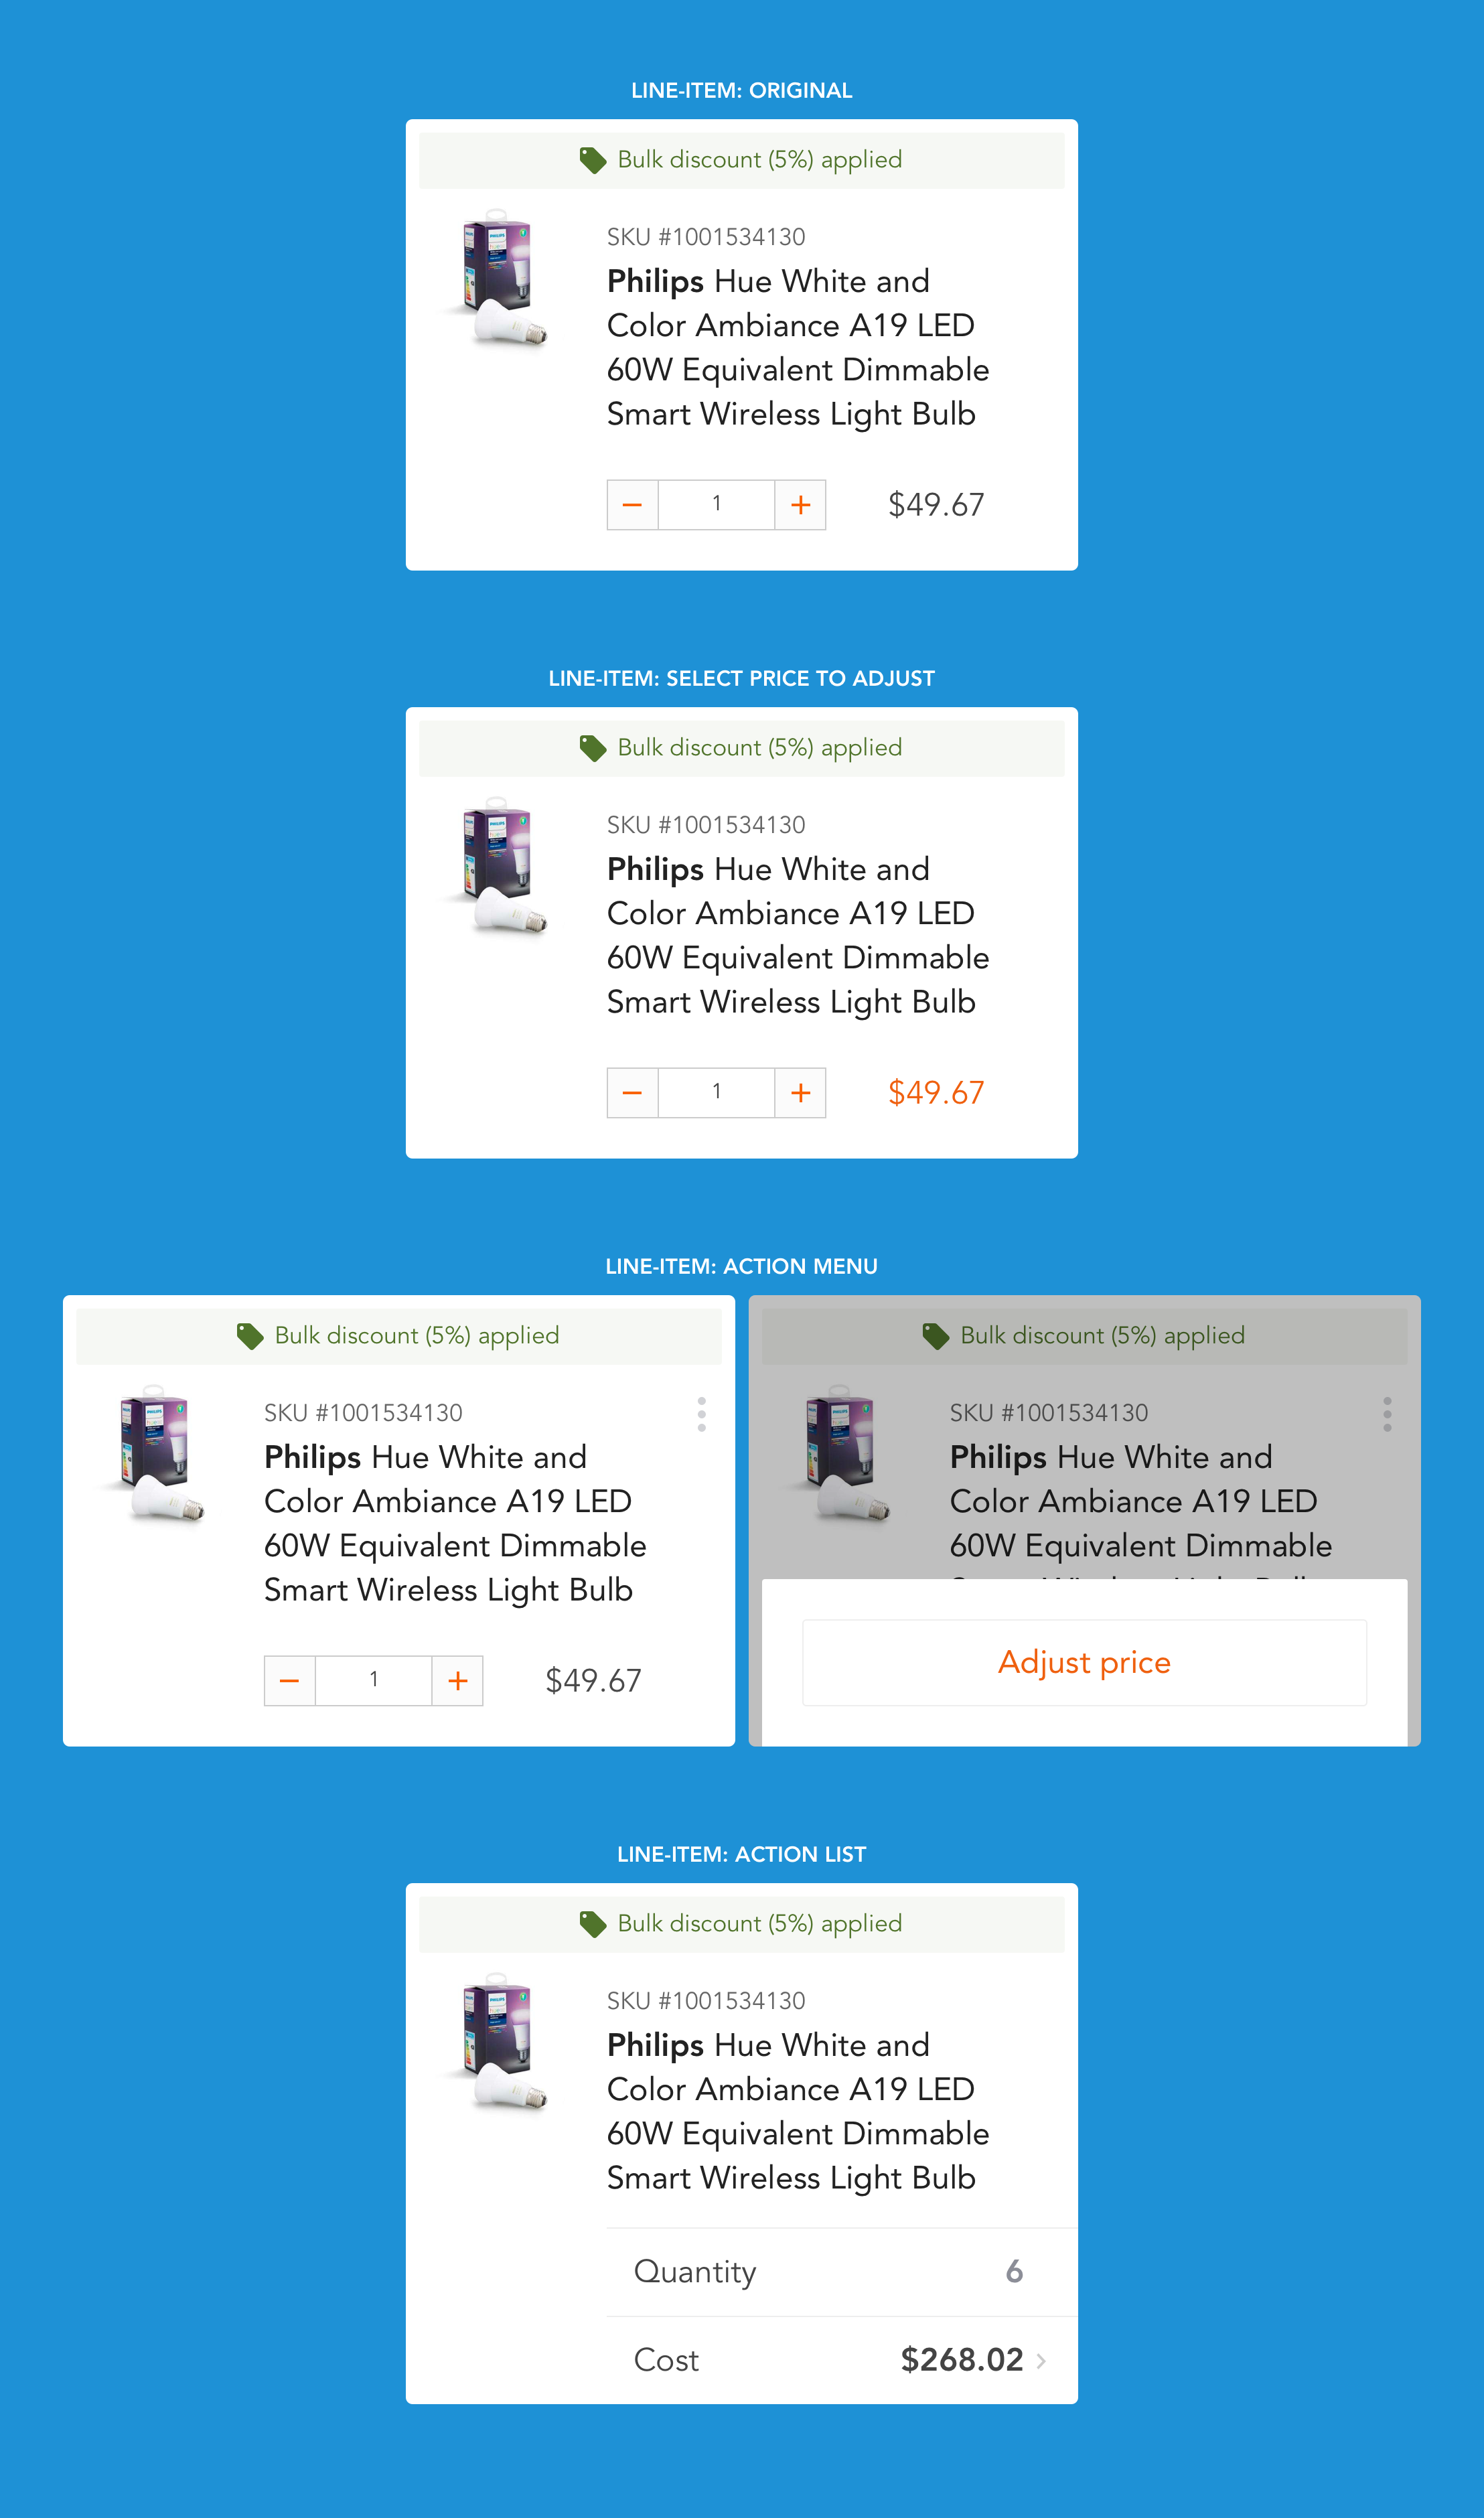 LINE-ITEM: ORIGINAL
Bulk discount (5%) applied
SKU #1001534130
Philips Hue White and
Color Ambiance A19 LED
60W Equivalent Dimmable
Smart Wireless Light Bulb
− 1 + $49.67
LINE-ITEM: SELECT PRICE TO ADJUST
Bulk discount (5%) applied
SKU #1001534130
Philips Hue White and
Color Ambiance A19 LED
60W Equivalent Dimmable
Smart Wireless Light Bulb
− 1 + $49.67
LINE-ITEM: ACTION MENU
Bulk discount (5%) applied
SKU #1001534130
Philips Hue White and
Color Ambiance A19 LED
60W Equivalent Dimmable
Smart Wireless Light Bulb
− 1 + $49.67
Bulk discount (5%) applied
SKU #1001534130
Philips Hue White and
Color Ambiance A19 LED
60W Equivalent Dimmable
Adjust price
LINE-ITEM: ACTION LIST
Bulk discount (5%) applied
SKU #1001534130
Philips Hue White and
Color Ambiance A19 LED
60W Equivalent Dimmable
Smart Wireless Light Bulb
Quantity 6
Cost $268.02